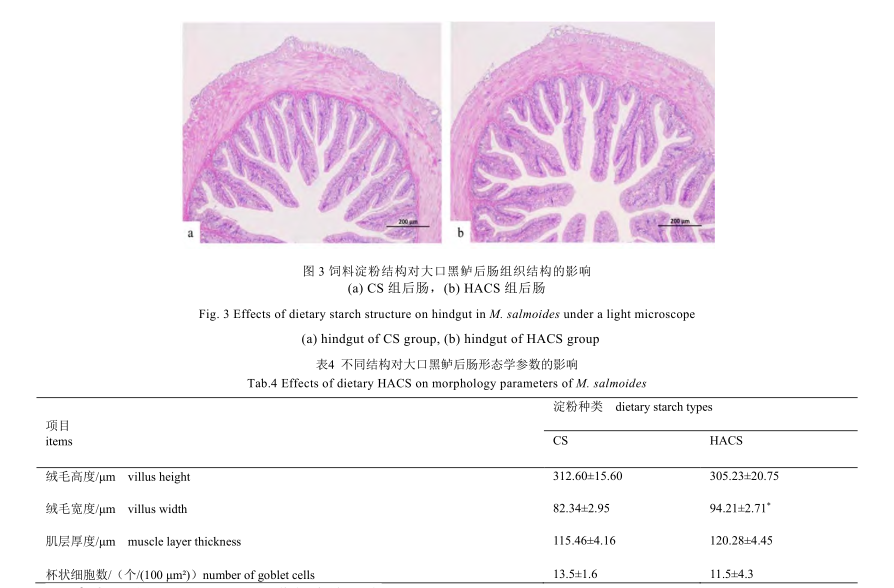 a
200 μm
b
200 μm
图 3 饲料淀粉结构对大口黑鲈后肠组织结构的影响
(a) CS 组后肠，(b) HACS 组后肠
Fig. 3 Effects of dietary starch structure on hindgut in M. salmoides under a light microscope
(a) hindgut of CS group, (b) hindgut of HACS group
表4 不同结构对大口黑鲈后肠形态学参数的影响
Tab.4 Effects of dietary HACS on morphology parameters of M. salmoides
项目
items
淀粉种类 dietary starch types
CS HACS
绒毛高度/μm villus height 312.60±15.60 305.23±20.75
绒毛宽度/μm villus width 82.34±2.95 94.21±2.71*
肌层厚度/μm muscle layer thickness 115.46±4.16 120.28±4.45
杯状细胞数/（个/(100 μm²)）number of goblet cells 13.5±1.6 11.5±4.3